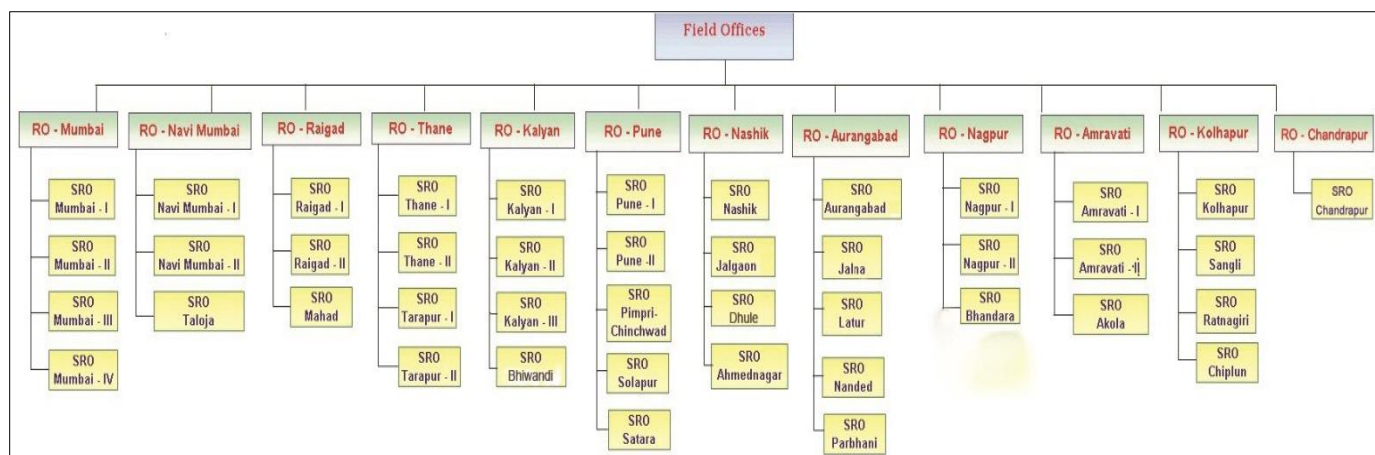 Field Offices
RO - Mumbai
SRO
Mumbai - I
SRO
Mumbai - II
SRO
Mumbai - III
SRO
Mumbai - IV
RO - Navi Mumbai
SRO
Navi Mumbai - I
SRO
Navi Mumbai - II
SRO
Taloja
RO - Raigad
SRO
Raigad - I
SRO
Raigad - II
SRO
Mahad
RO - Thane
SRO
Thane - I
SRO
Thane - II
SRO
Tarapur - I
SRO
Tarapur - II
RO - Kalyan
SRO
Kalyan - I
SRO
Kalyan - II
SRO
Kalyan - III
SRO
Bhiwandi
RO - Pune
SRO
Pune - I
SRO
Pune -II
SRO
Pimpri-
Chinchwad
SRO
Solapur
SRO
Satara
RO - Nashik
SRO
Nashik
SRO
Jalgaon
SRO
Dhule
SRO
Ahmednagar
RO - Aurangabad
SRO
Aurangabad
SRO
Jalna
SRO
Latur
SRO
Nanded
SRO
Parbhani
RO - Nagpur
SRO
Nagpur - I
SRO
Nagpur - II
SRO
Bhandara
RO - Amravati
SRO
Amravati - I
SRO
Amravati - II
SRO
Akola
RO - Kolhapur
SRO
Kolhapur
SRO
Sangli
SRO
Ratnagiri
SRO
Chiplun
RO - Chandrapur
SRO
Chandrapur